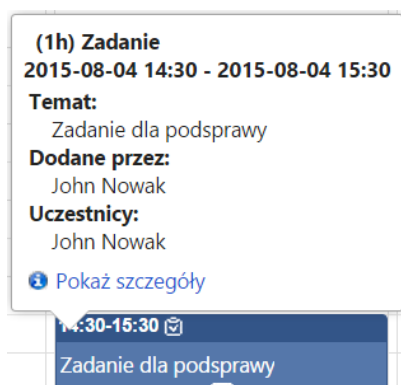 (1h) Zadanie
2015-08-04 14:30 - 2015-08-04 15:30
Temat:
Zadanie dla podsprawy
Dodane przez:
John Nowak
Uczestnicy:
John Nowak
Pokaż szczegóły
14:30-15:30
Zadanie dla podsprawy